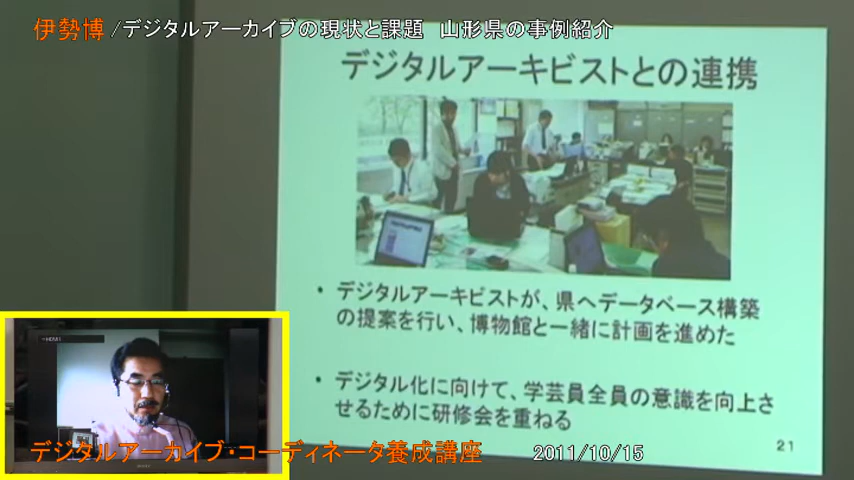 伊勢博/デジタルアーカイブの現状と課題 山形県の事例紹介
デジタルアーキビストとの連携
• デジタルアーキビストが、県へデータベース構築
の提案を行い、博物館と一緒に計画を進めた
• デジタル化に向けて、学芸員全員の意識を向上さ
せるために研修会を重ねる
21
デジタルアーカイブ・コーディネータ養成講座 2011/10/15